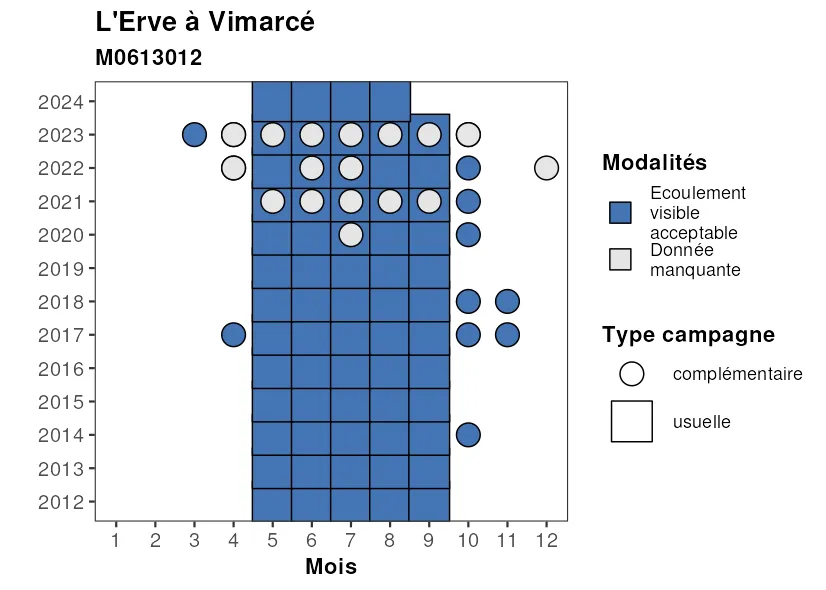 L'Erve à Vimarcé
M0613012
2024
2023
2022
2021
2020
2019
2018
2017
2016
2015
2014
2013
2012
1 2 3 4 5 6 7 8 9 10 11 12
Mois
Modalités
Ecoulement
visible
acceptable
Donnée
manquante
Type campagne
complémentaire
usuelle